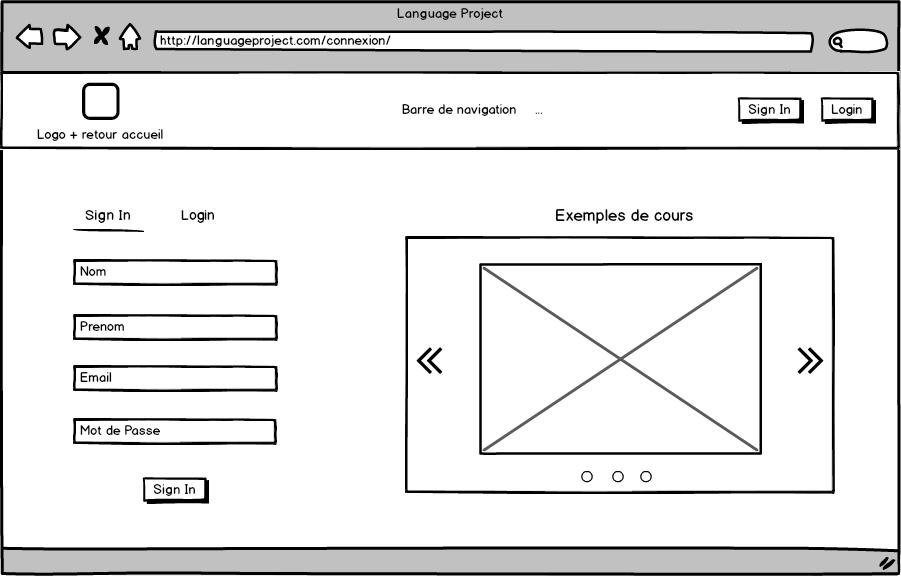 Language Project
http://languageproject.com/connexion/
Barre de navigation ...
Sign In
Login
Logo + retour accueil
Sign In
Login
Nom
Prenom
Email
Mot de Passe
Sign In
Exemples de cours